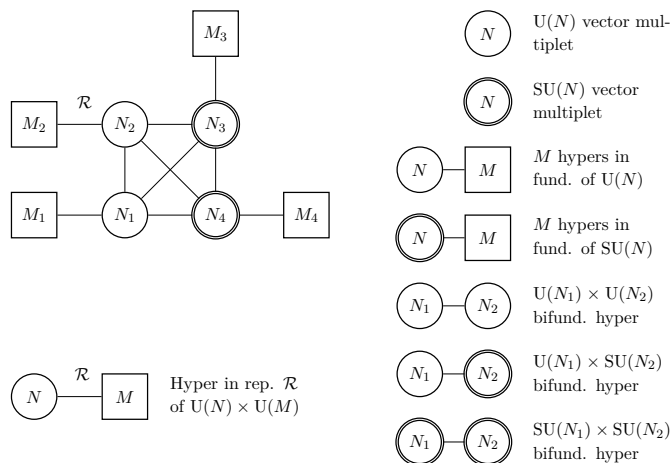 M₃
R
M₂
N₂
N₃
M₁
N₁
N₄
M₄
R
N
M
Hyper in rep. R
of U(N) × U(M)
N
U(N) vector mul-
tiplet
N
SU(N) vector
multiplet
N
M
M hypers in
fund. of U(N)
N
M
M hypers in
fund. of SU(N)
N₁
N₂
U(N₁) × U(N₂)
bifund. hyper
N₁
N₂
U(N₁) × SU(N₂)
bifund. hyper
N₁
N₂
SU(N₁) × SU(N₂)
bifund. hyper